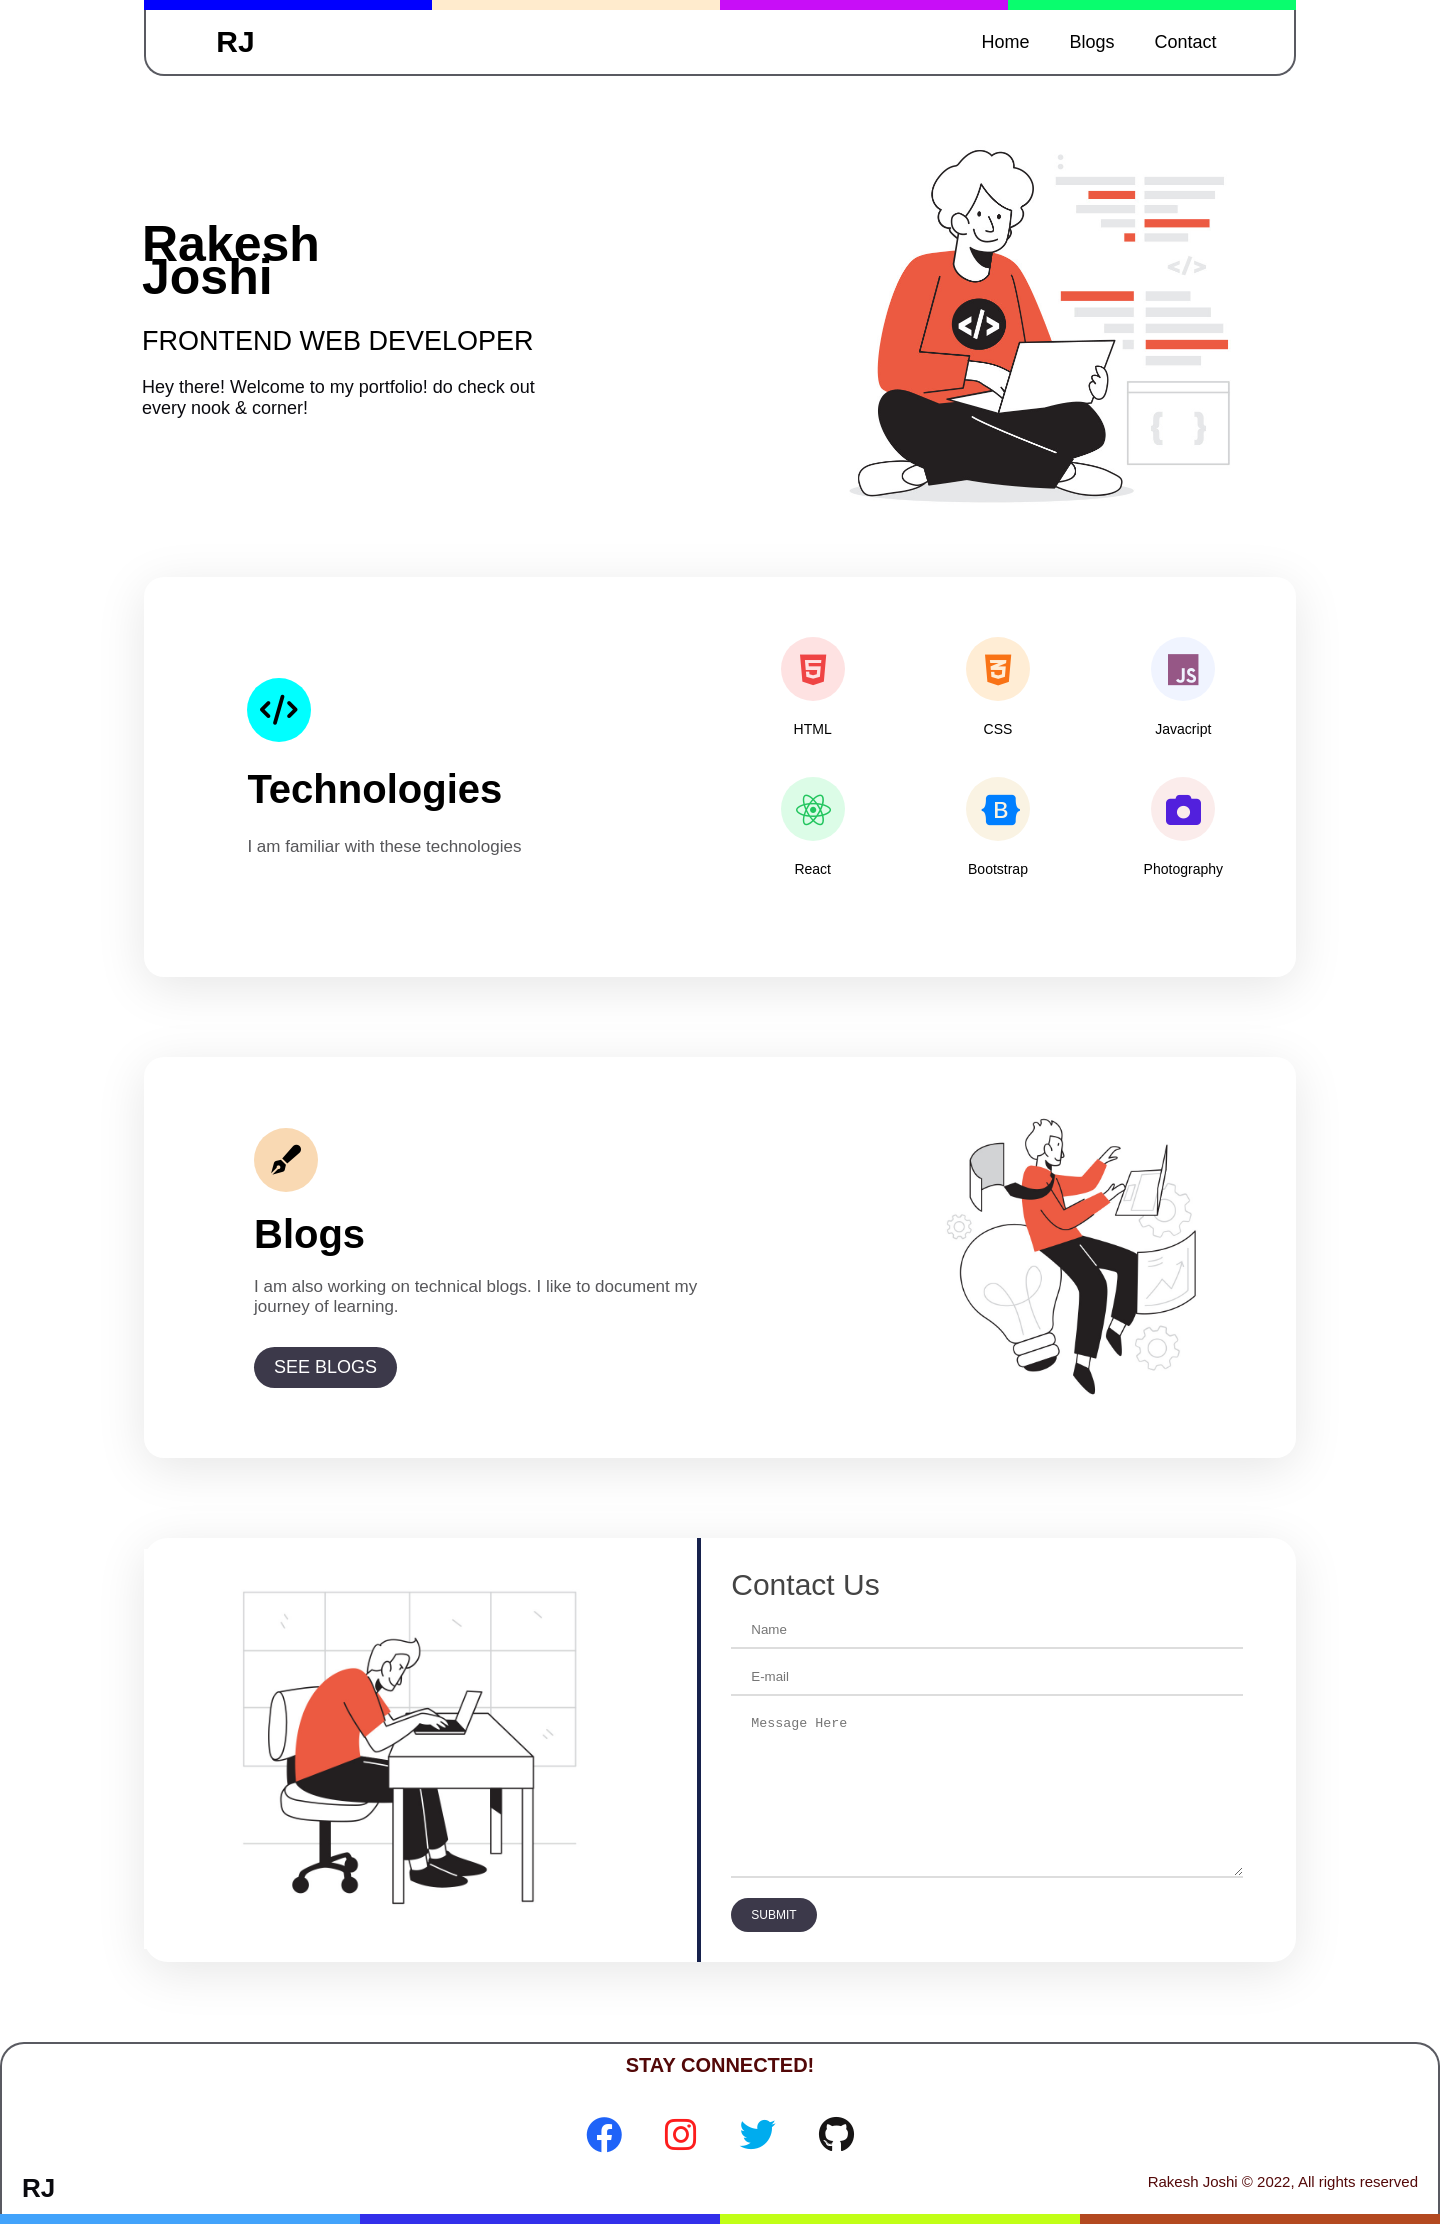 RJ
Home Blogs Contact
Rakesh
Joshi
FRONTEND WEB DEVELOPER
Hey there! Welcome to my portfolio! do check out
every nook & corner!
</>
</>
{ }
</>
Technologies
I am familiar with these technologies
5
HTML
3
CSS
JS
Javacript
React
B
Bootstrap
Photography
Blogs
I am also working on technical blogs. I like to document my
journey of learning.
SEE BLOGS
Contact Us
Name
E-mail
Message Here
SUBMIT
STAY CONNECTED!
RJ
Rakesh Joshi © 2022, All rights reserved